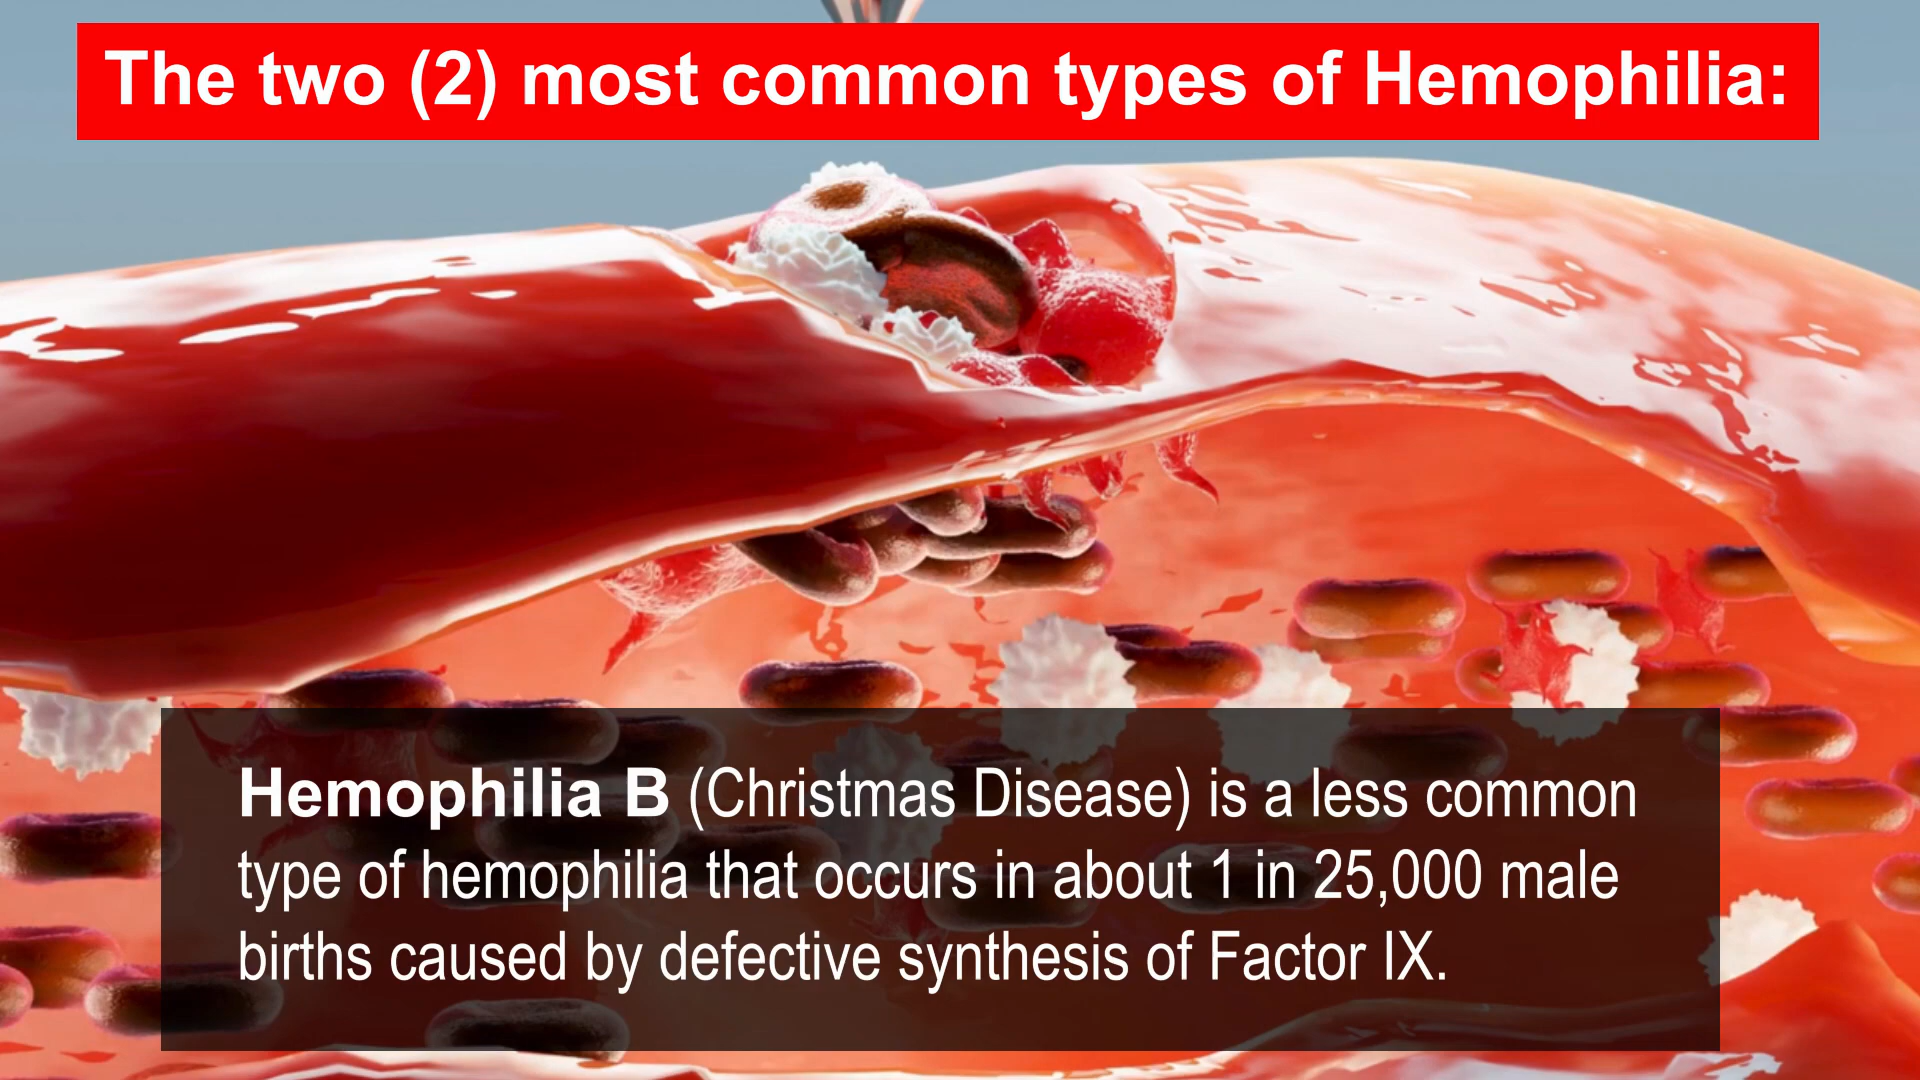 The two (2) most common types of Hemophilia:
Hemophilia B (Christmas Disease) is a less common
type of hemophilia that occurs in about 1 in 25,000 male
births caused by defective synthesis of Factor IX.